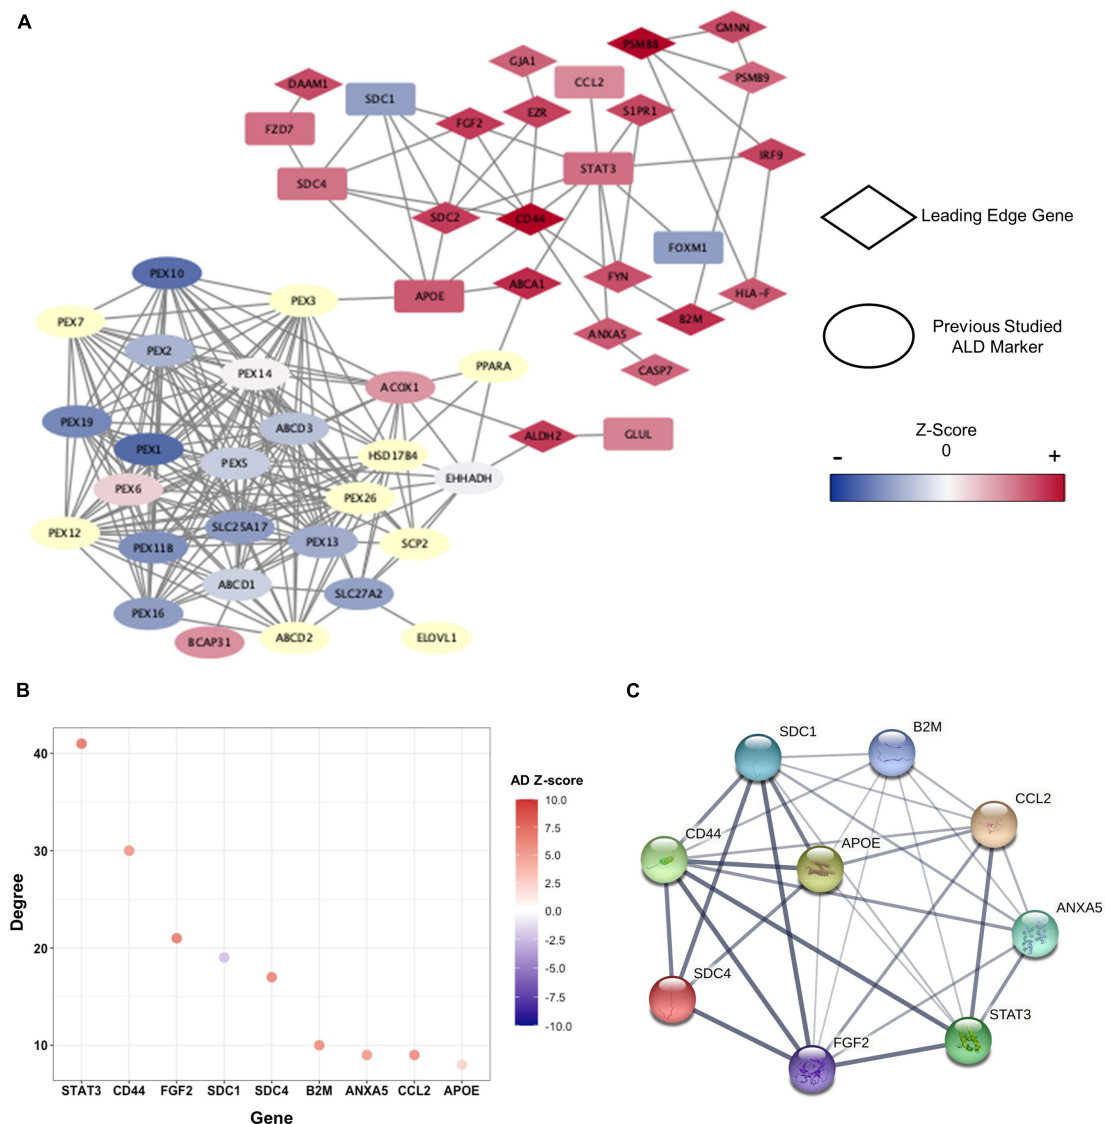 A
GMNN
PSMB8
GJA1
PSMB9
CCL2
DAAM1
SDC1
S1PR1
EZR
FGF2
FZD7
IRF9
STAT3
SDC4
SDC2
CD44
Leading Edge Gene
FOXM1
PEX10
FYN
ABCA1
HLA-F
APOE
PEX3
PEX7
B2M
Previous Studied
ALD Marker
ANXA5
PEX2
PPARA
CASP7
PEX14
ACOX1
PEX19
ABCD3
ALDH2
GLUL
Z-Score
PEX1
HSD17B4
0
- +
PEX5
EHHADH
PEX6
PEX26
SLC25A17
PEX12
PEX13
SCP2
PEX11B
ABCD1
SLC27A2
PEX16
BCAP31
ABCD2
ELOVL1
B
40
30
20
10
Degree
STAT3 CD44 FGF2 SDC1 SDC4 B2M ANXA5 CCL2 APOE
Gene
AD Z-score
10.0
7.5
5.0
2.5
0.0
-2.5
-5.0
-7.5
-10.0
C
SDC1
B2M
CCL2
CD44
APOE
ANXA5
SDC4
STAT3
FGF2